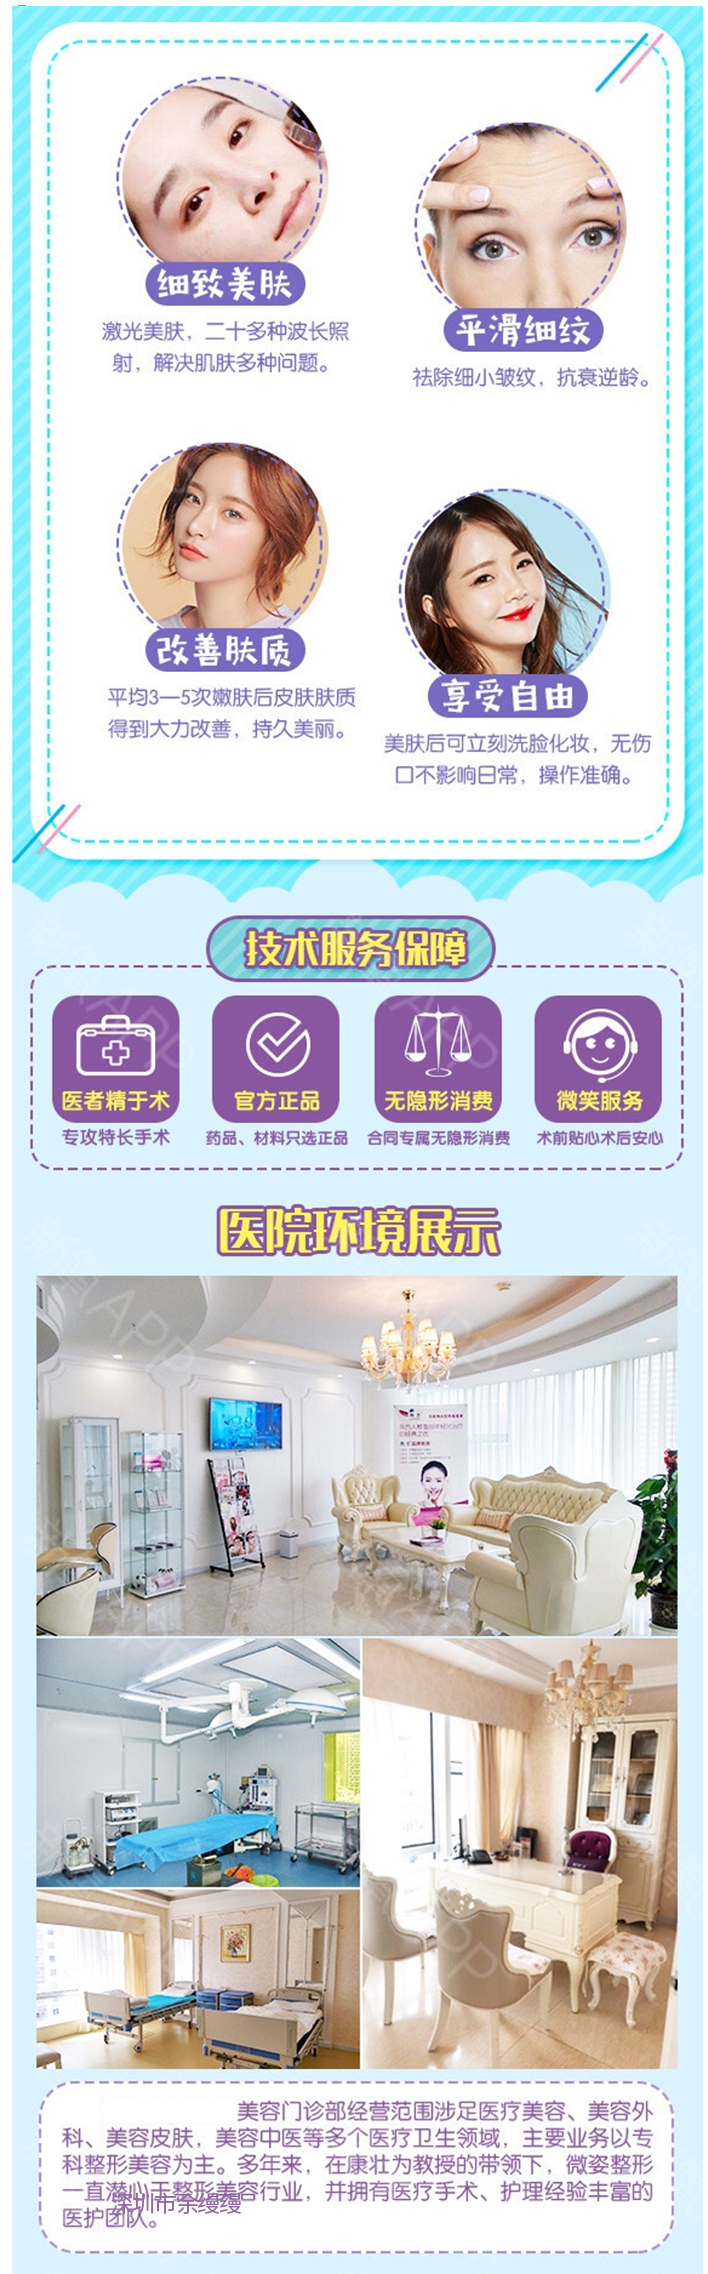 细致美肤
激光美肤，二十多种波长照
射，解决肌肤多种问题。
平滑细纹
祛除细小皱纹，抗衰逆龄。
改善肤质
平均3—5次嫩肤后皮肤肤质
得到大力改善，持久美丽。
享受自由
美肤后可立刻洗脸化妆，无伤
口不影响日常，操作准确。
技术服务保障
医者精于术
专攻特长手术
官方正品
药品、材料只选正品
无隐形消费
合同专属无隐形消费
微笑服务
术前贴心术后安心
医院环境展示
美容门诊部经营范围涉足医疗美容、美容外
科、美容皮肤，美容中医等多个医疗卫生领域，主要业务以专
科整形美容为主。多年来，在康壮为教授的带领下，微姿整形
一直潜心于整形美容行业，并拥有医疗手术、护理经验丰富的
医护团队。
深圳市余缦缦